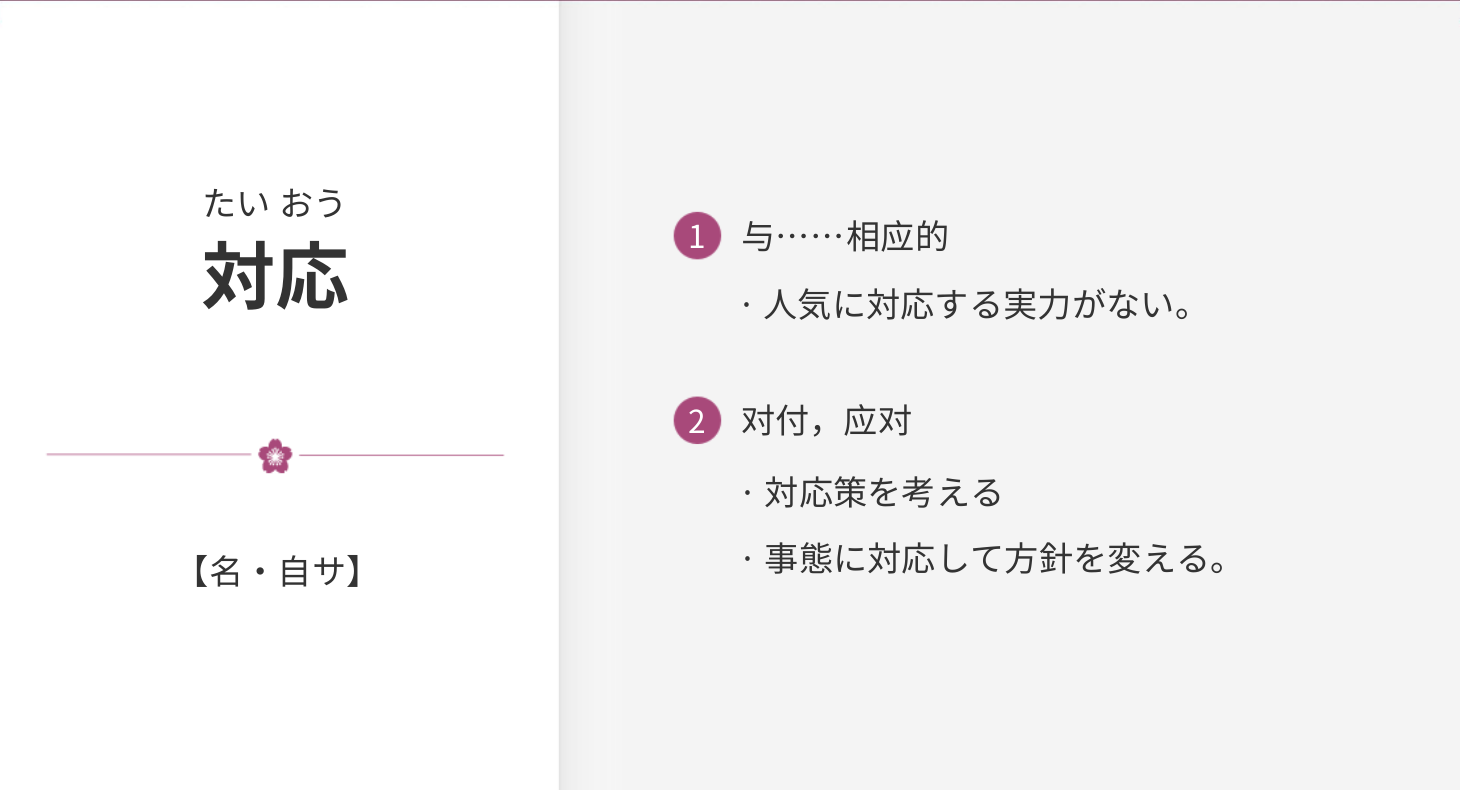 たい おう
対応
【名・自サ】
1 与……相应的
· 人気に対応する実力がない。
2 对付，应对
· 対応策を考える
· 事態に対応して方針を変える。